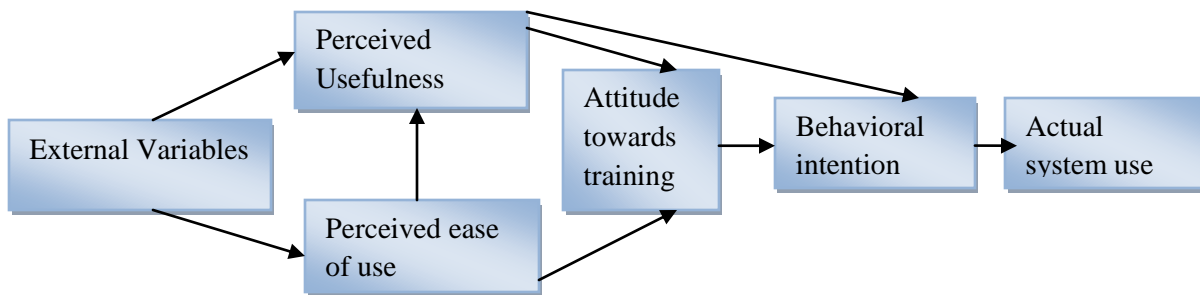 External Variables
Perceived
Usefulness
Perceived ease
of use
Attitude
towards
training
Behavioral
intention
Actual
system use